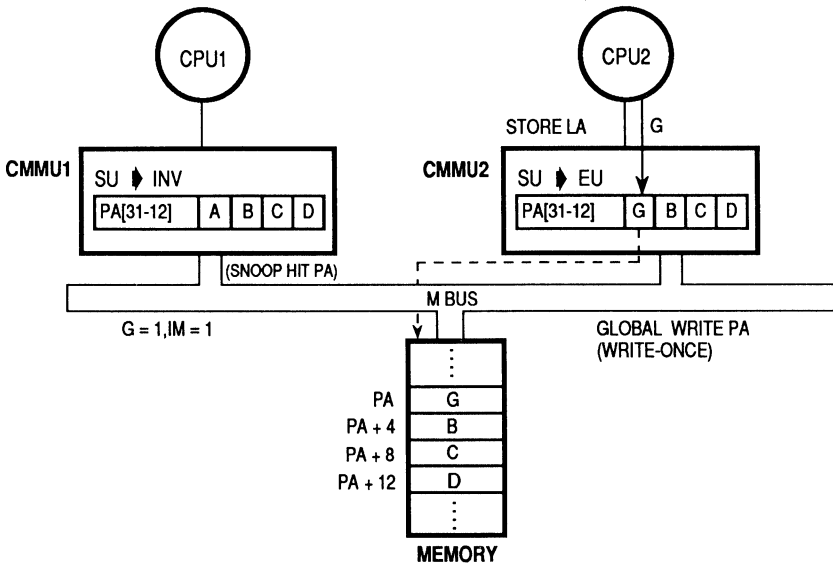 CPU1
CPU2
STORE LA
G
CMMU1
SU ➧ INV
PA[31-12] A B C D
(SNOOP HIT PA)
CMMU2
SU ➧ EU
PA[31-12] G B C D
M BUS
G = 1,IM = 1
GLOBAL WRITE PA
(WRITE-ONCE)
PA G
PA + 4 B
PA + 8 C
PA + 12 D
MEMORY